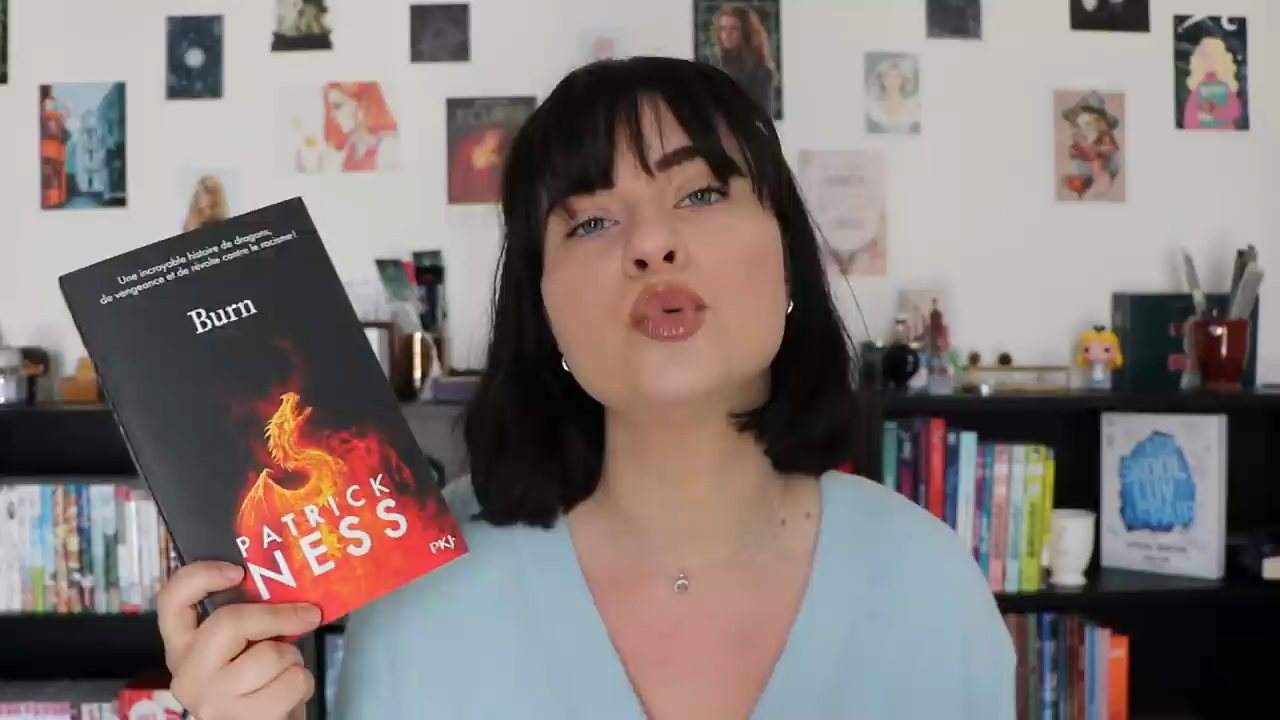 Une incroyable histoire de dragons,
de vengeance et de révolte contre le racisme !
Burn
PATRICK
NESS
PKJ·